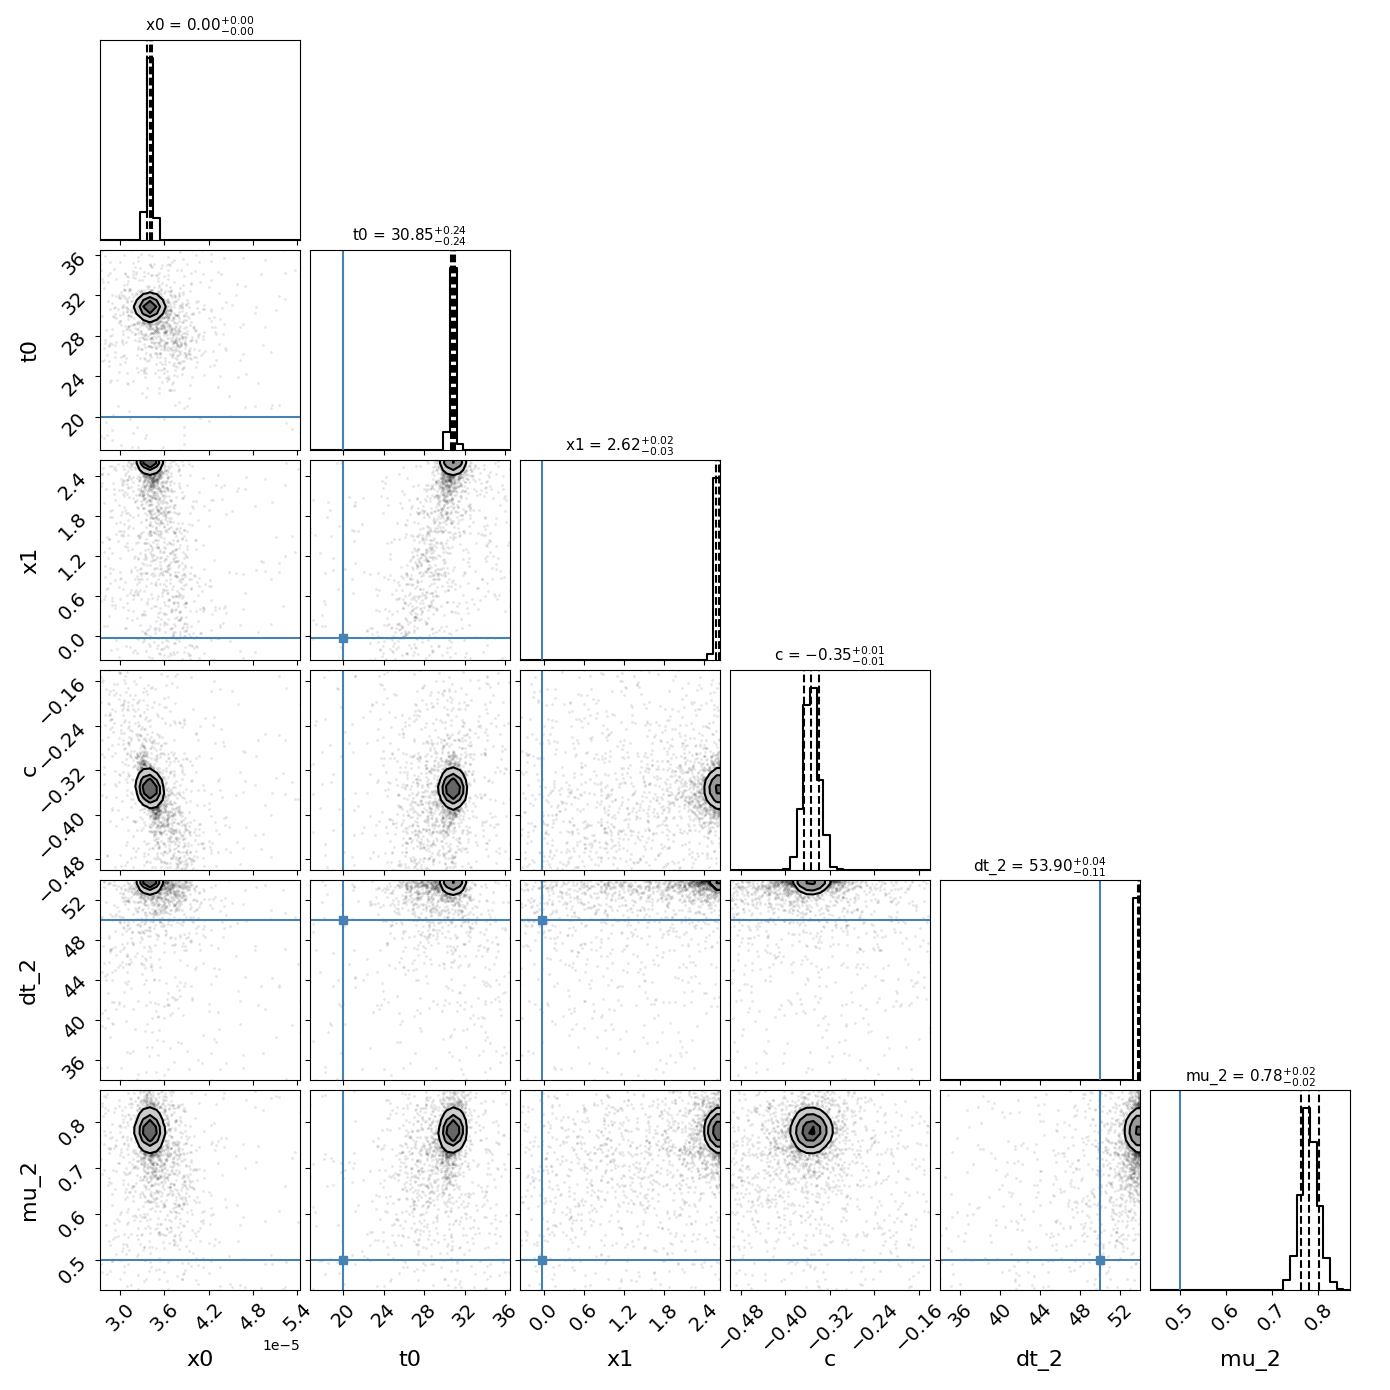 x0 = 0.00+0.00−0.00
t0 = 30.85+0.24−0.24
36
32
28
24
20
t0
x1 = 2.62+0.02−0.03
2.4
1.8
1.2
0.6
0.0
x1
c = −0.35+0.01−0.01
−0.16
−0.24
−0.32
−0.40
−0.48
c
dt_2 = 53.90+0.04−0.11
52
48
44
40
36
dt_2
mu_2 = 0.78+0.02−0.02
0.8
0.7
0.6
0.5
mu_2
3.0 3.6 4.2 4.8 5.4 20 24 28 32 36 0.0 0.6 1.2 1.8 2.4 −0.48 −0.40 −0.32 −0.24 −0.16 36 40 44 48 52 0.5 0.6 0.7 0.8
1e−5
x0 t0 x1 c dt_2 mu_2